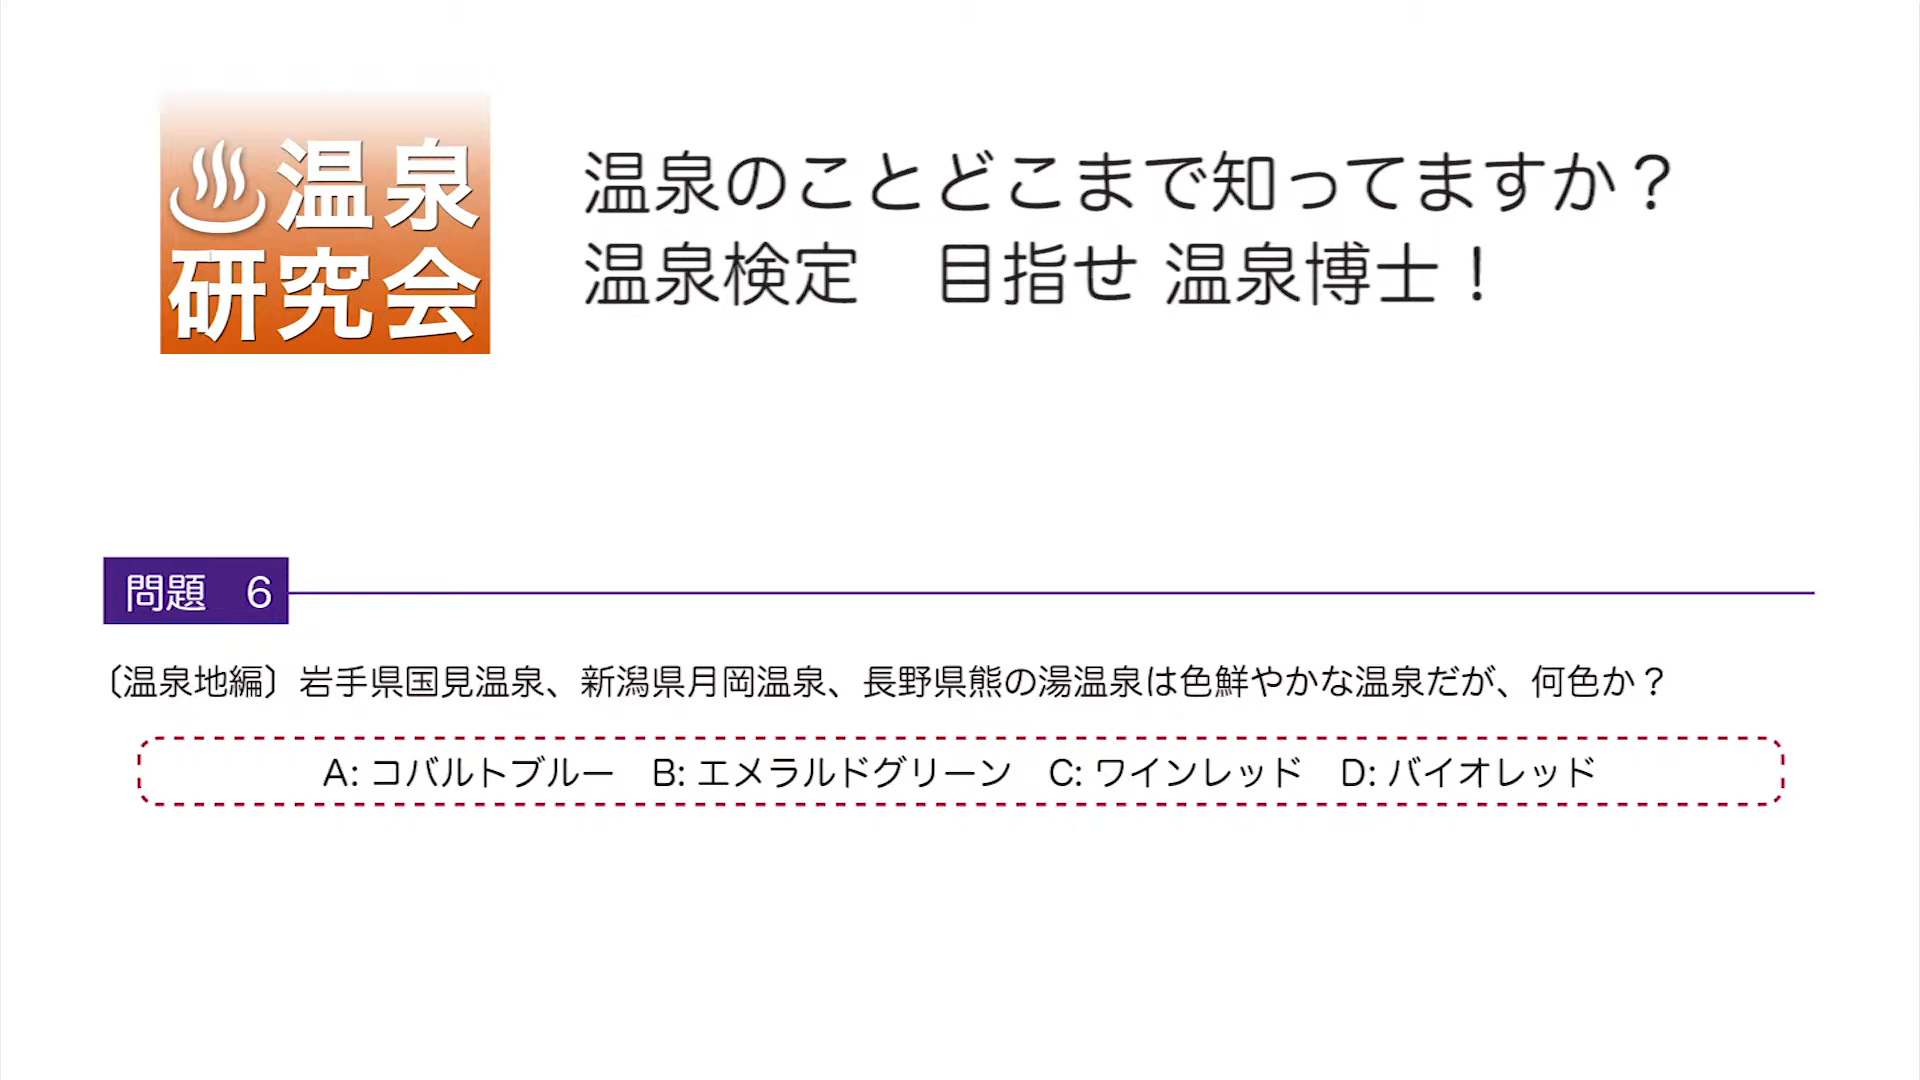 ♨温泉
研究会
温泉のことどこまで知ってますか？
温泉検定　目指せ 温泉博士！
問題　6
〔温泉地編〕岩手県国見温泉、新潟県月岡温泉、長野県熊の湯温泉は色鮮やかな温泉だが、何色か？
A: コバルトブルー　B: エメラルドグリーン　C: ワインレッド　D: バイオレッド